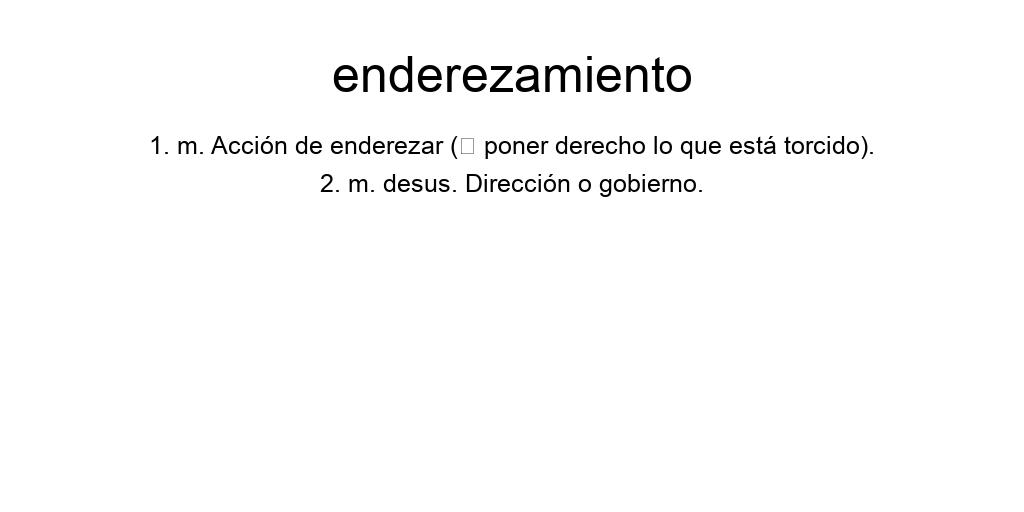 enderezamiento
1. m. Acción de enderezar (□ poner derecho lo que está torcido).
2. m. desus. Dirección o gobierno.